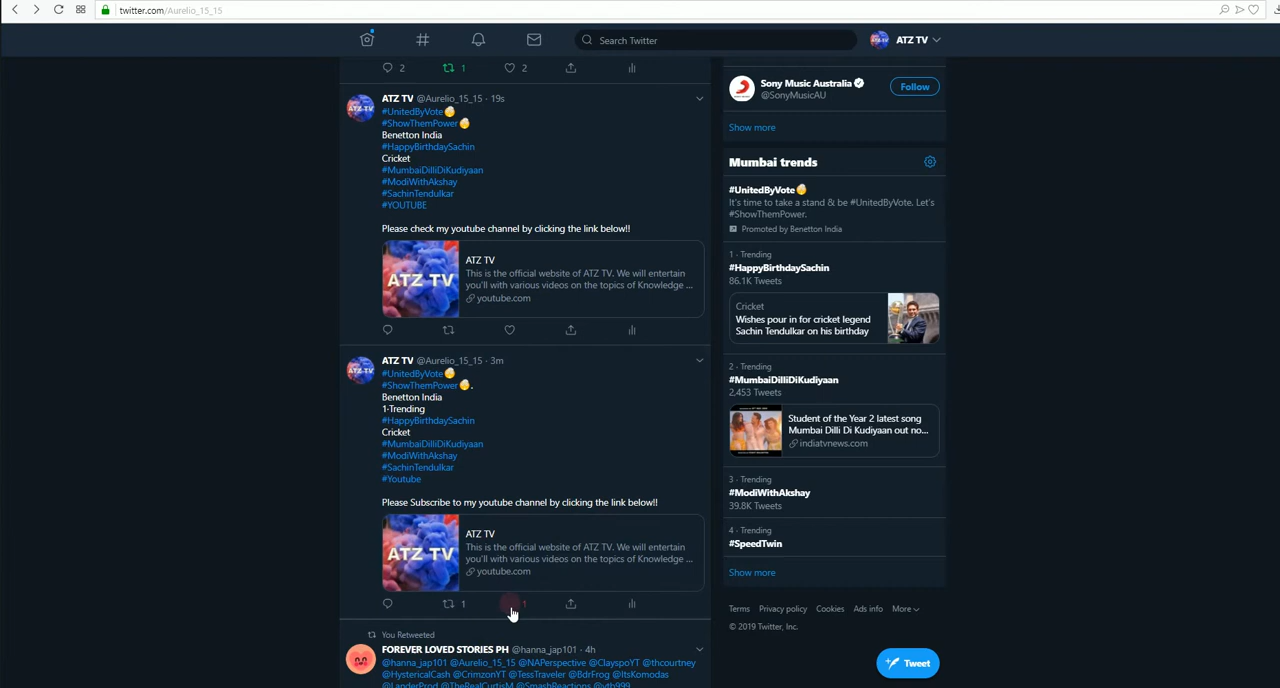 twitter.com/Aurelio_15_15
Search Twitter
ATZ TV
2 1 2
ATZ TV @Aurelio_15_15 · 19s
#UnitedByVote
#ShowThemPower
Benetton India
#HappyBirthdaySachin
Cricket
#MumbaiDilliDiKudiyaan
#ModiWithAkshay
#SachinTendulkar
#YOUTUBE
Please check my youtube channel by clicking the link below!!
ATZ TV
ATZ TV
This is the official website of ATZ TV. We will entertain
you'll with various videos on the topics of Knowledge ...
youtube.com
ATZ TV @Aurelio_15_15 · 3m
#UnitedByVote
#ShowThemPower.
Benetton India
1·Trending
#HappyBirthdaySachin
Cricket
#MumbaiDilliDiKudiyaan
#ModiWithAkshay
#SachinTendulkar
#Youtube
Please Subscribe to my youtube channel by clicking the link below!!
ATZ TV
ATZ TV
This is the official website of ATZ TV. We will entertain
you'll with various videos on the topics of Knowledge ...
youtube.com
1 1
You Retweeted
FOREVER LOVED STORIES PH @hanna_jap101 · 4h
@hanna_jap101 @Aurelio_15_15 @NAPerspective @ClayspoYT @thcourtney
@HystericalCash @CrimzonYT @TessTraveler @BdrFrog @ItsKomodas
@LanderProd @TheRealCurtisM @SmashReactions @vtb999
Sony Music Australia
@SonyMusicAU
Follow
Show more
Mumbai trends
#UnitedByVote
It's time to take a stand & be #UnitedByVote. Let's
#ShowThemPower.
Promoted by Benetton India
1 · Trending
#HappyBirthdaySachin
86.1K Tweets
Cricket
Wishes pour in for cricket legend
Sachin Tendulkar on his birthday
2 · Trending
#MumbaiDilliDiKudiyaan
2,453 Tweets
Student of the Year 2 latest song
Mumbai Dilli Di Kudiyaan out no...
indiatvnews.com
3 · Trending
#ModiWithAkshay
39.8K Tweets
4 · Trending
#SpeedTwin
Show more
Terms Privacy policy Cookies Ads info More
© 2019 Twitter, Inc.
Tweet